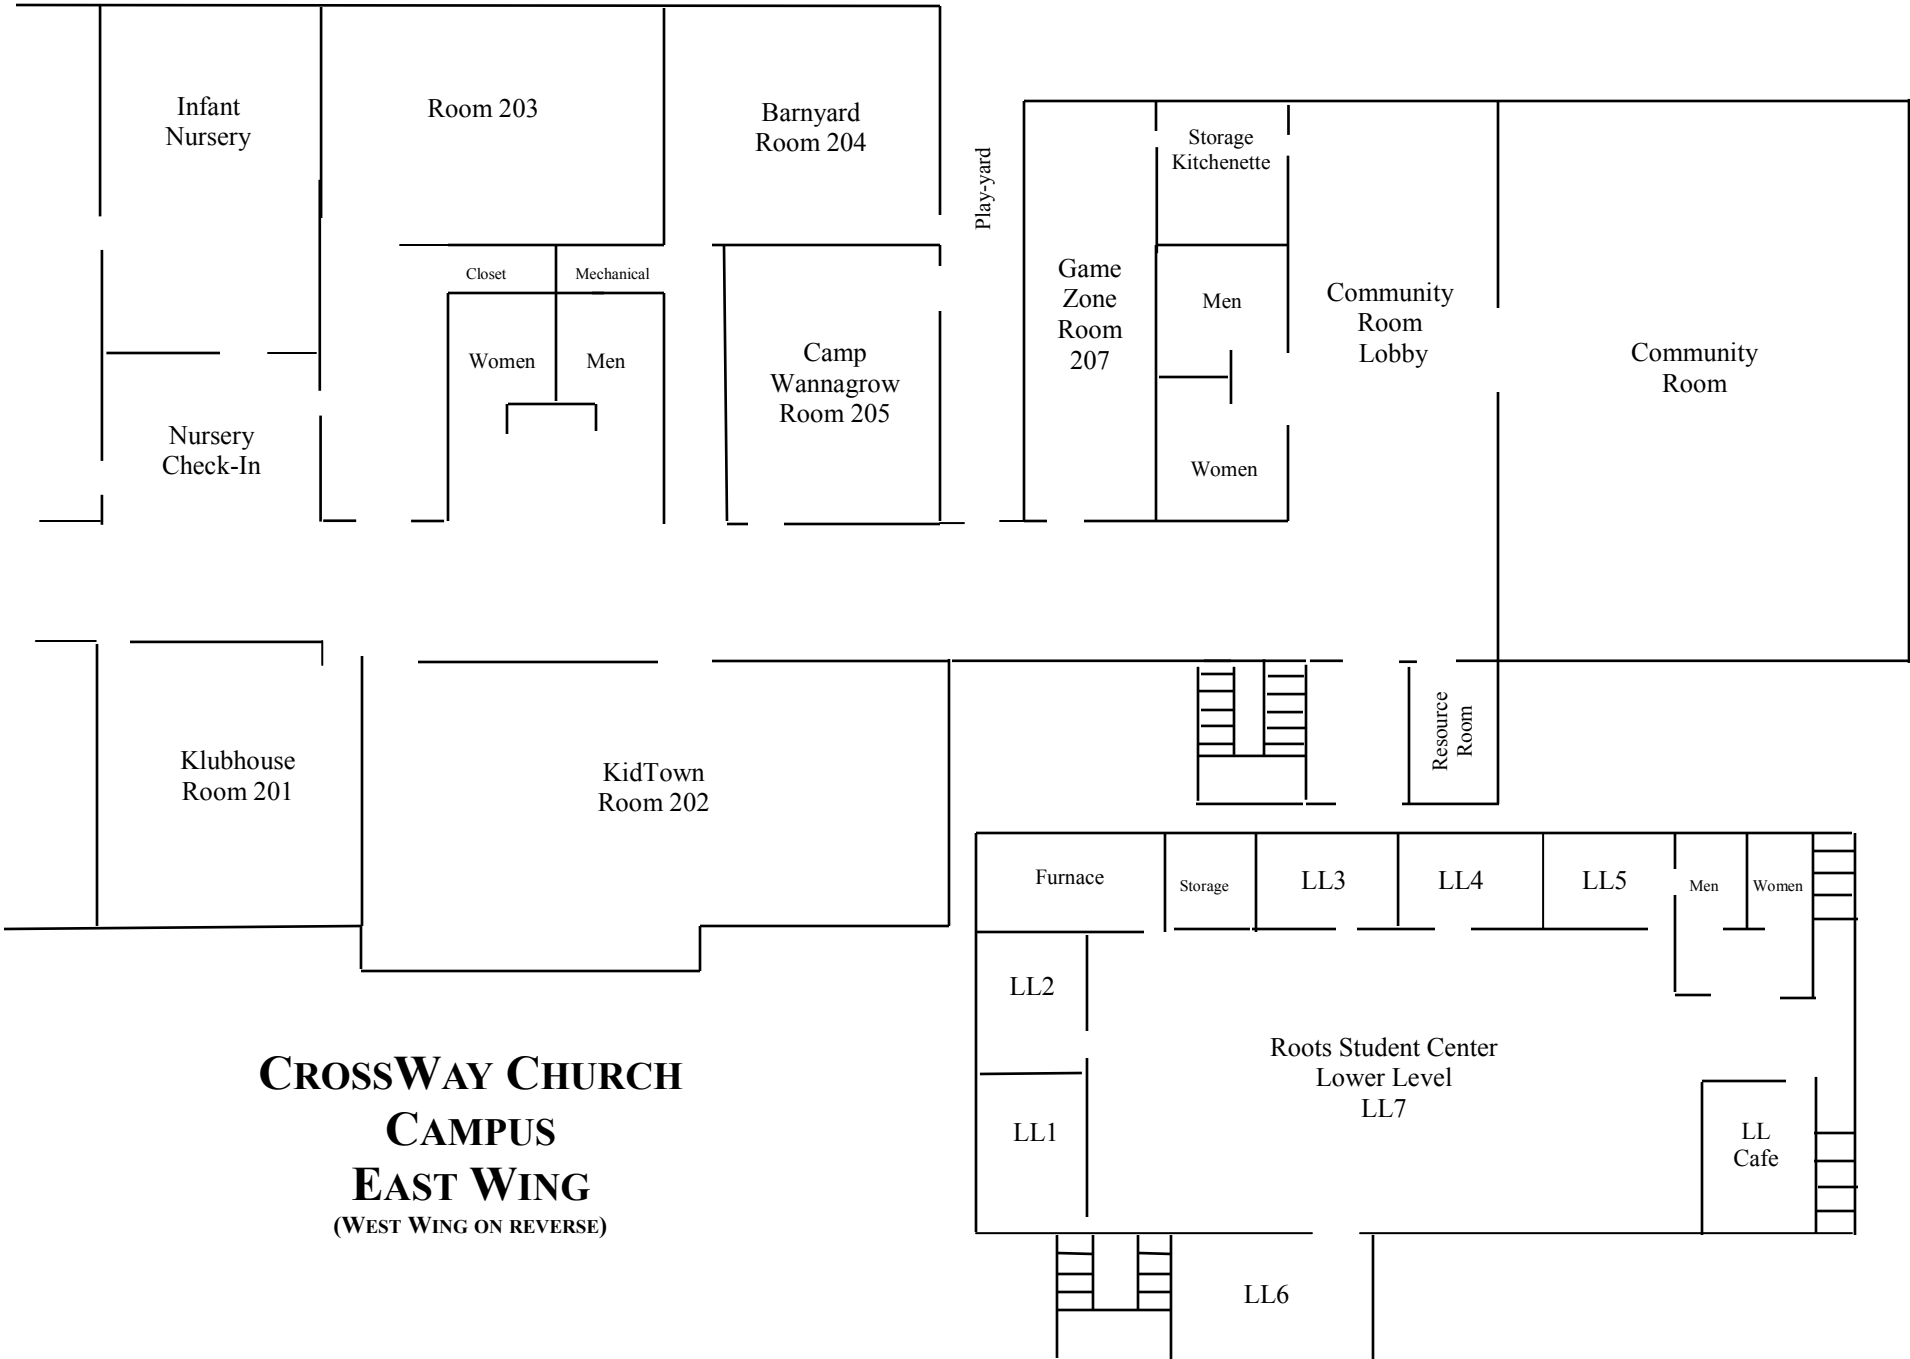 Infant
Nursery
Room 203
Barnyard
Room 204
Play-yard
Storage
Kitchenette
Closet
Mechanical
Game
Zone
Room
207
Men
Community
Room
Lobby
Community
Room
Women
Men
Camp
Wannagrow
Room 205
Nursery
Check-In
Women
Klubhouse
Room 201
KidTown
Room 202
Resource
Room
Furnace
Storage
LL3
LL4
LL5
Men
Women
LL2
Roots Student Center
Lower Level
LL7
LL1
LL
Cafe
LL6
CROSSWAY CHURCH
CAMPUS
EAST WING
(WEST WING ON REVERSE)